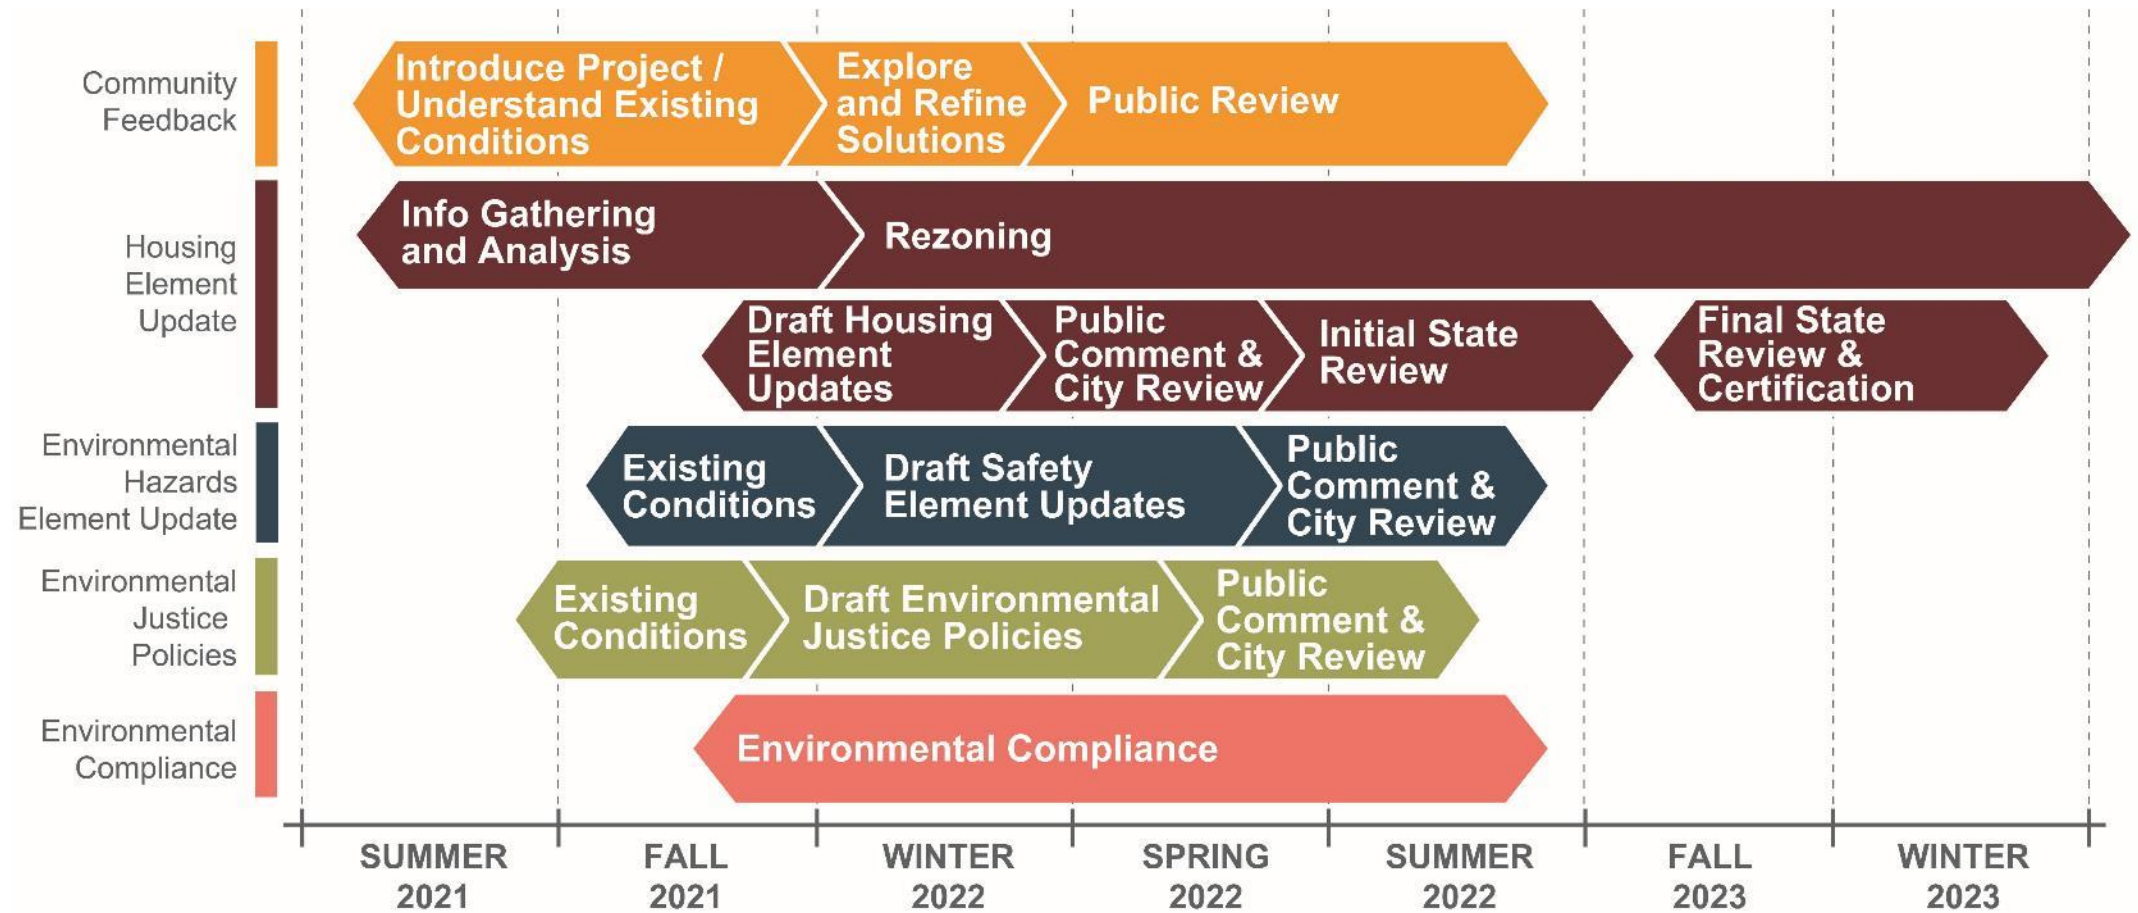 Community
Feedback
Introduce Project /
Understand Existing
Conditions
Explore
and Refine
Solutions
Public Review
Housing
Element
Update
Info Gathering
and Analysis
Rezoning
Draft Housing
Element
Updates
Public
Comment &
City Review
Initial State
Review
Final State
Review &
Certification
Environmental
Hazards
Element Update
Existing
Conditions
Draft Safety
Element Updates
Public
Comment &
City Review
Environmental
Justice
Policies
Existing
Conditions
Draft Environmental
Justice Policies
Public
Comment &
City Review
Environmental
Compliance
Environmental Compliance
SUMMER
2021
FALL
2021
WINTER
2022
SPRING
2022
SUMMER
2022
FALL
2023
WINTER
2023